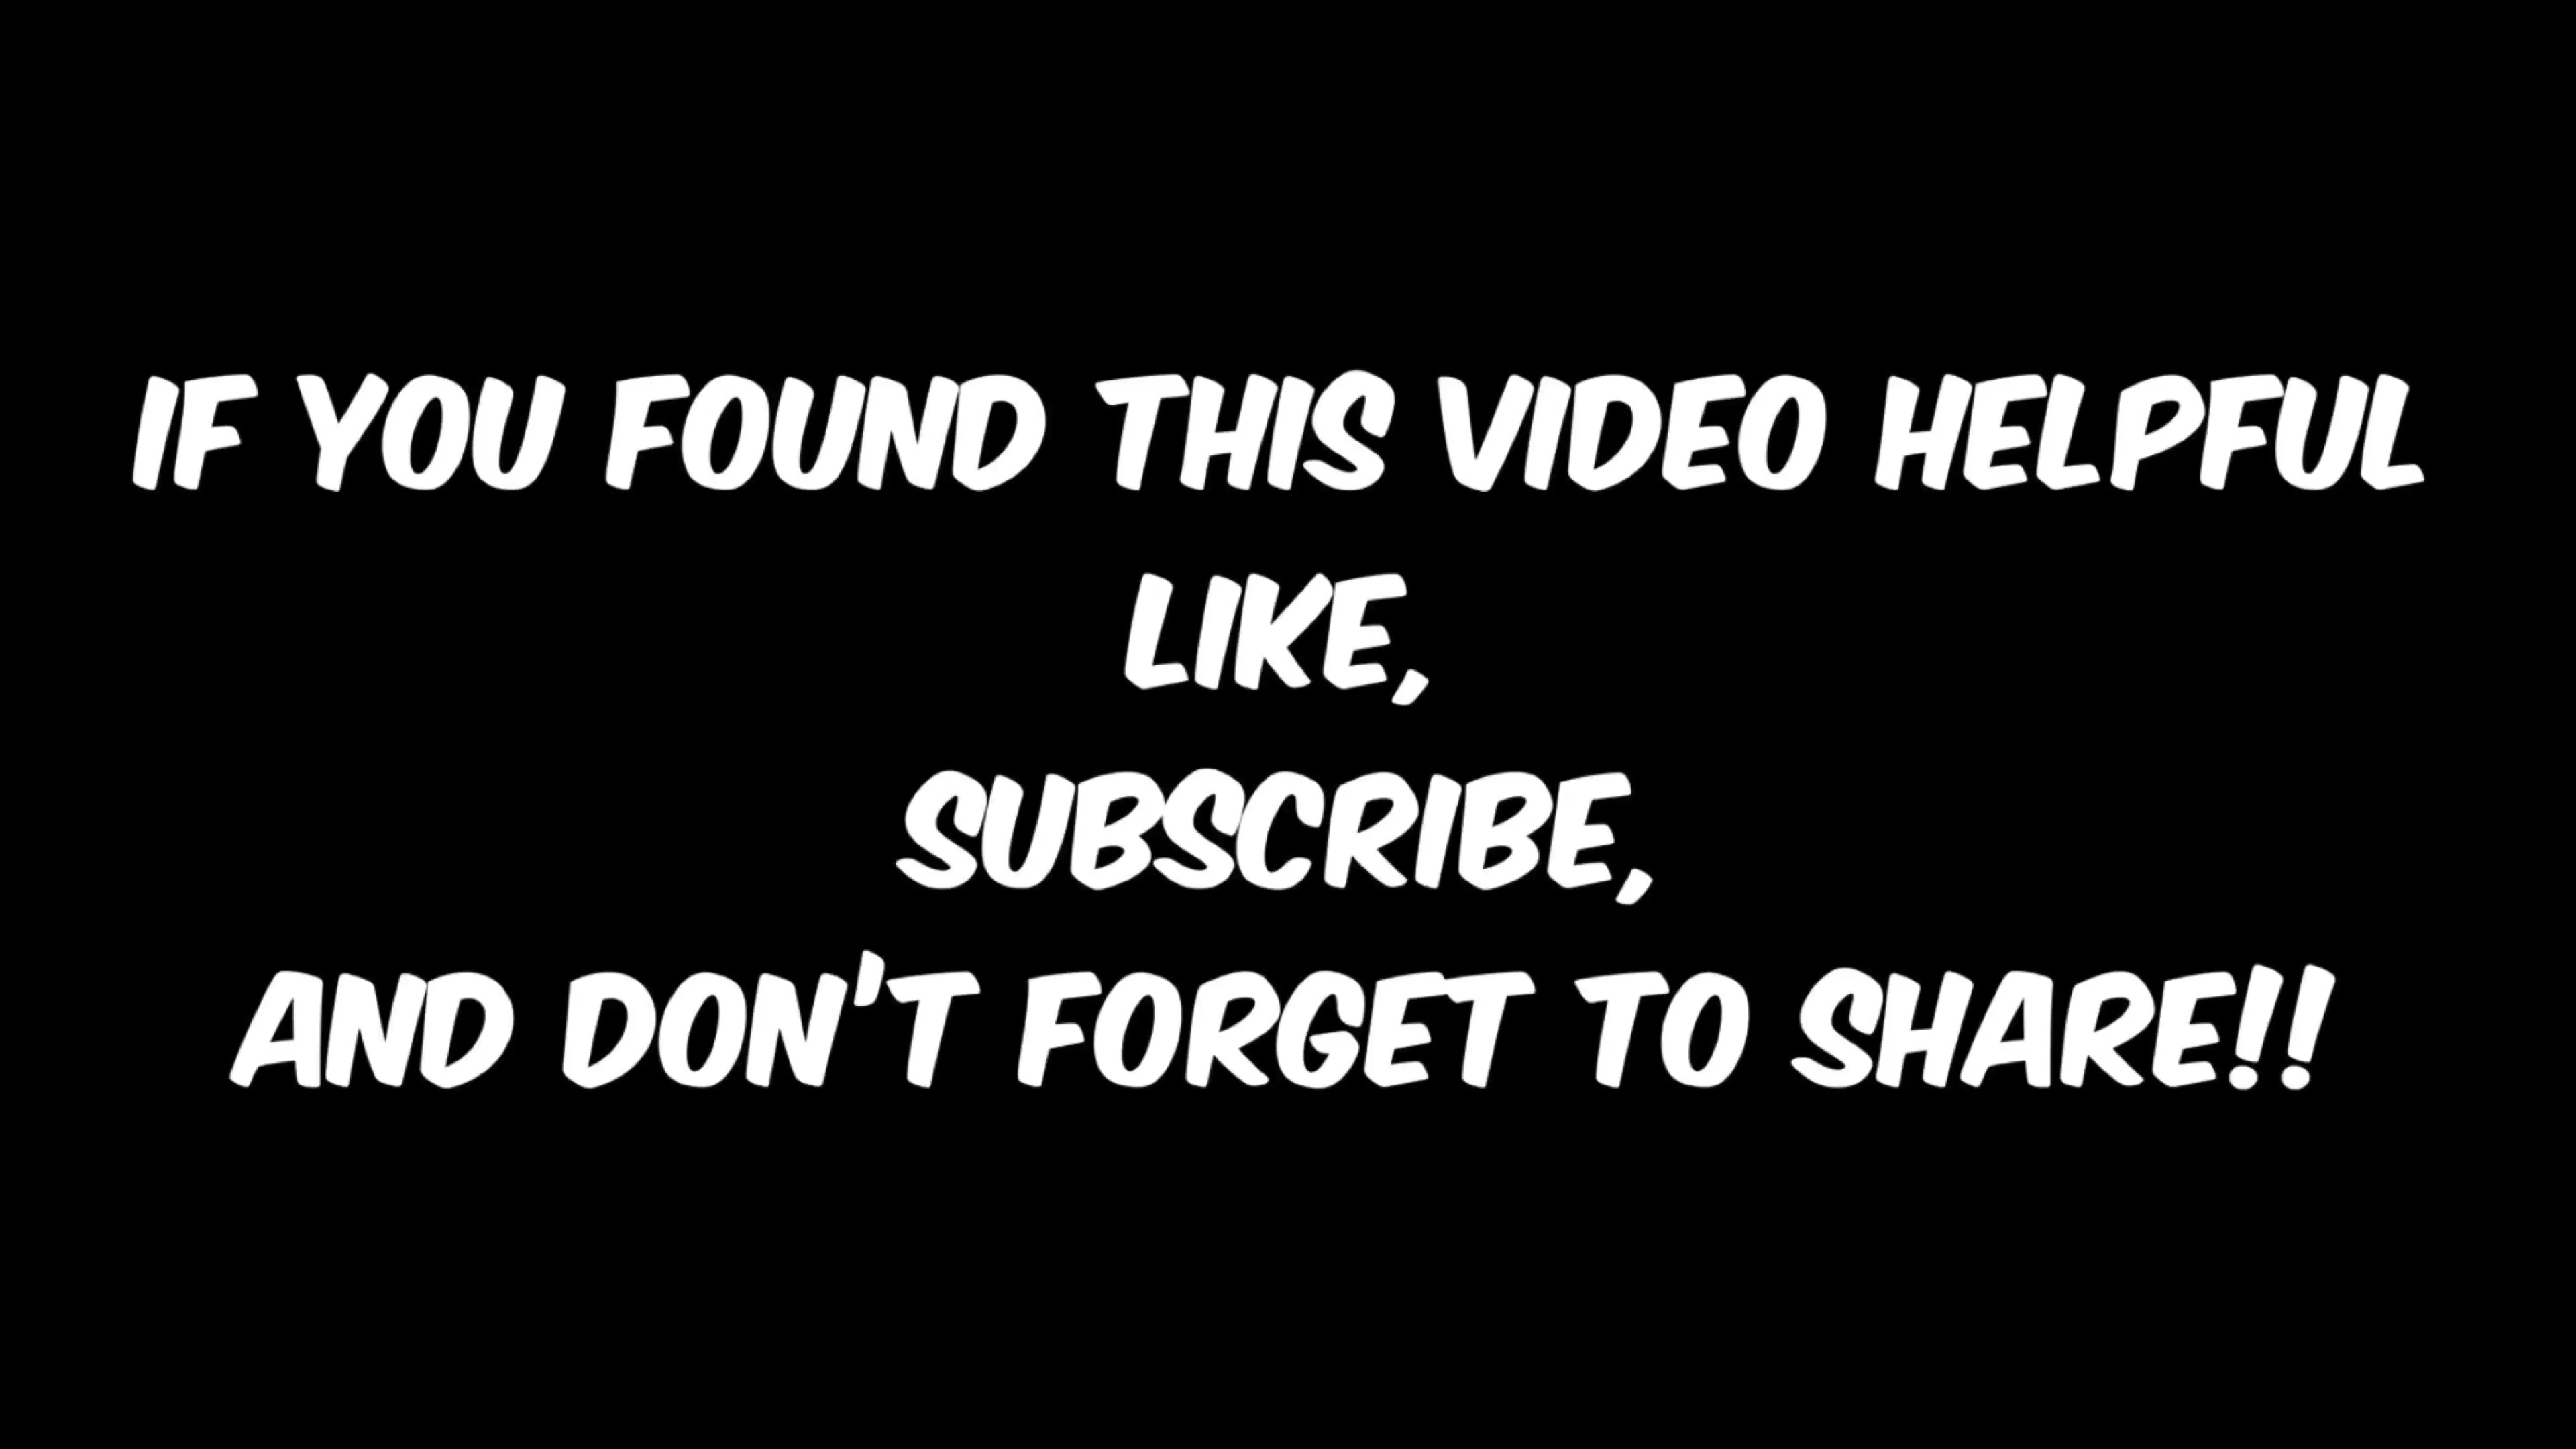 IF YOU FOUND THIS VIDEO HELPFUL
LIKE,
SUBSCRIBE,
AND DON'T FORGET TO SHARE!!